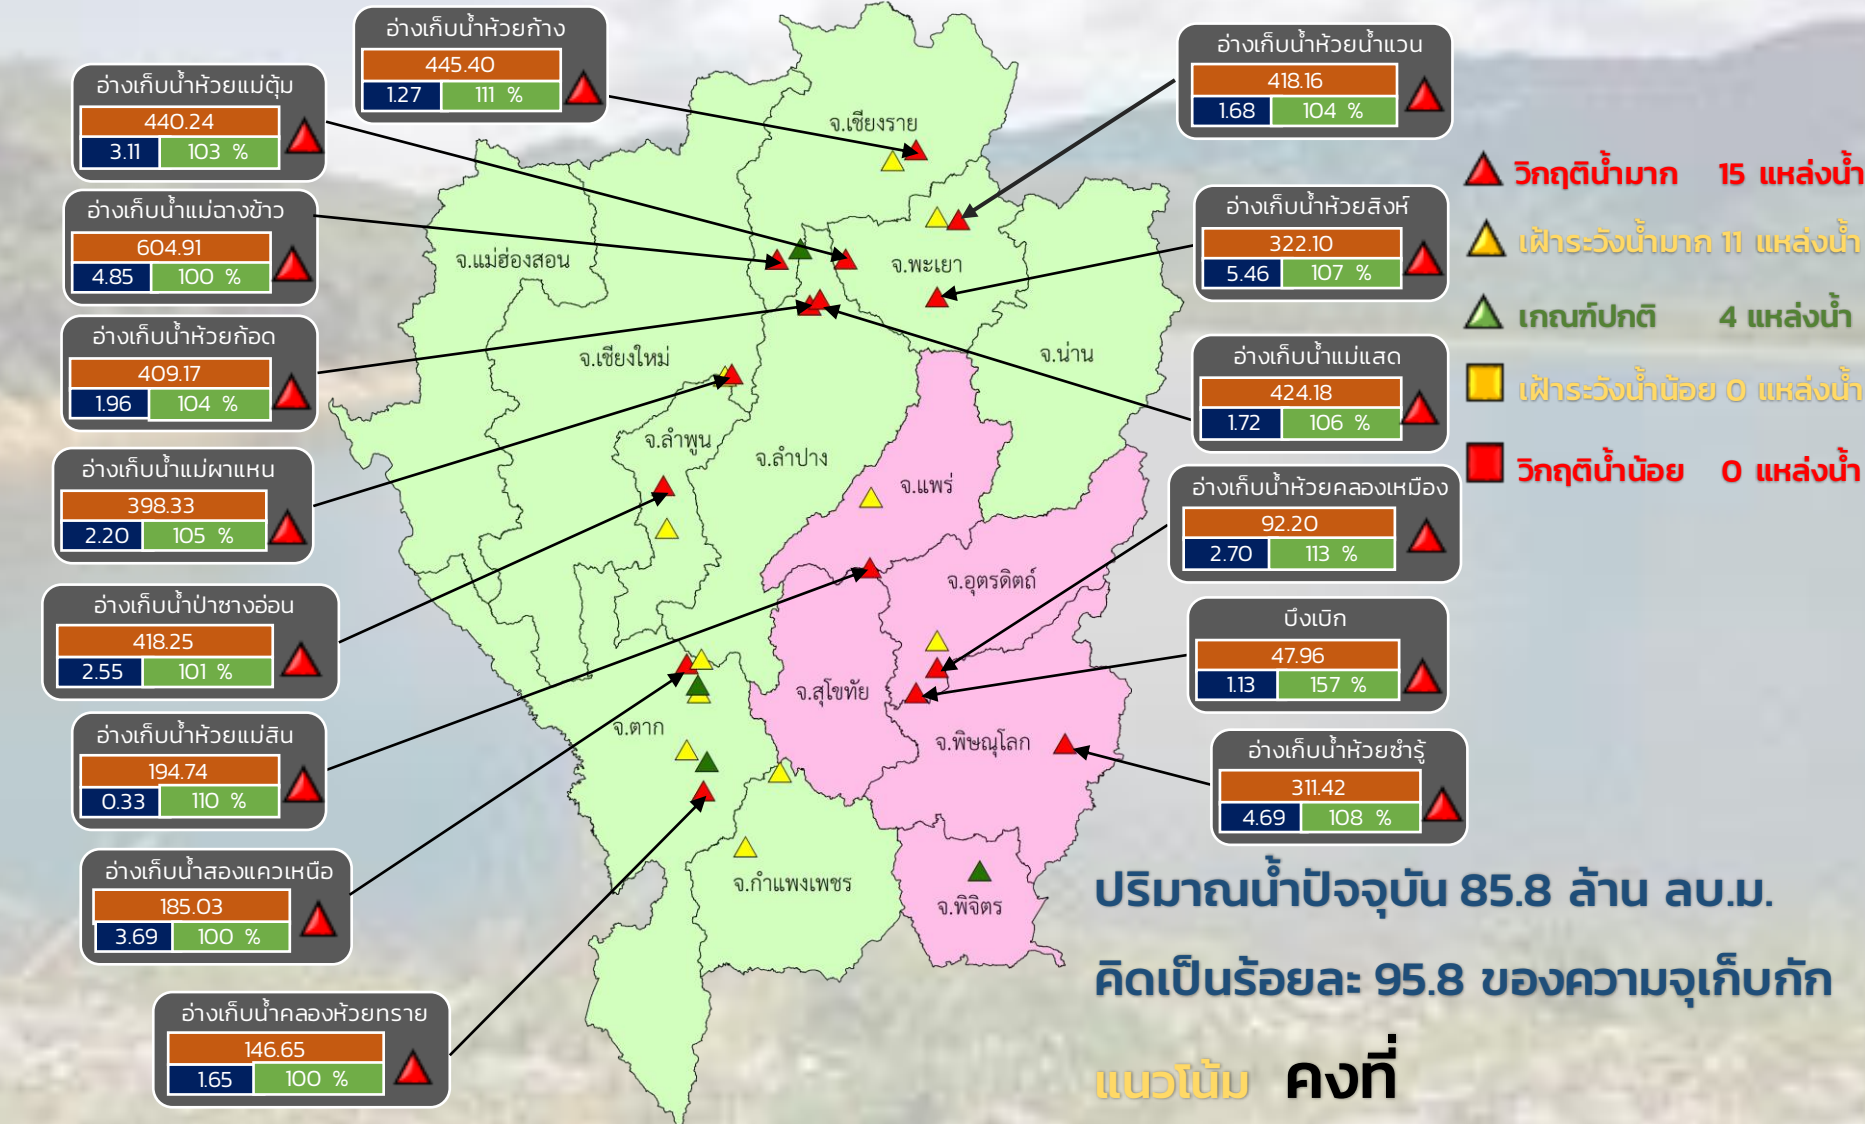 อ่างเก็บน้ำห้วยก้าง
445.40
1.27 111 %
อ่างเก็บน้ำห้วยแม่ตุ้ม
440.24
3.11 103 %
อ่างเก็บน้ำแม่ฉางข้าว
604.91
4.85 100 %
อ่างเก็บน้ำห้วยก้อด
409.17
1.96 104 %
อ่างเก็บน้ำแม่ผาแหน
398.33
2.20 105 %
อ่างเก็บน้ำป่าซางอ่อน
418.25
2.55 101 %
อ่างเก็บน้ำห้วยแม่สิน
194.74
0.33 110 %
อ่างเก็บน้ำสองแควเหนือ
185.03
3.69 100 %
อ่างเก็บน้ำคลองห้วยทราย
146.65
1.65 100 %
จ.เชียงราย
จ.แม่ฮ่องสอน
จ.พะเยา
จ.เชียงใหม่
จ.น่าน
จ.ลำพูน
จ.ลำปาง
จ.แพร่
จ.อุตรดิตถ์
จ.สุโขทัย
จ.ตาก
จ.พิษณุโลก
จ.กำแพงเพชร
จ.พิจิตร
อ่างเก็บน้ำห้วยน้ำแวน
418.16
1.68 104 %
อ่างเก็บน้ำห้วยสิงห์
322.10
5.46 107 %
อ่างเก็บน้ำแม่แสด
424.18
1.72 106 %
อ่างเก็บน้ำห้วยคลองเหมือง
92.20
2.70 113 %
บึงเบิก
47.96
1.13 157 %
อ่างเก็บน้ำห้วยซำรู้
311.42
4.69 108 %
วิกฤติน้ำมาก 15 แหล่งน้ำ
เฝ้าระวังน้ำมาก 11 แหล่งน้ำ
เกณฑ์ปกติ 4 แหล่งน้ำ
เฝ้าระวังน้ำน้อย 0 แหล่งน้ำ
วิกฤติน้ำน้อย 0 แหล่งน้ำ
ปริมาณน้ำปัจจุบัน 85.8 ล้าน ลบ.ม.
คิดเป็นร้อยละ 95.8 ของความจุเก็บกัก
แนวโน้ม คงที่